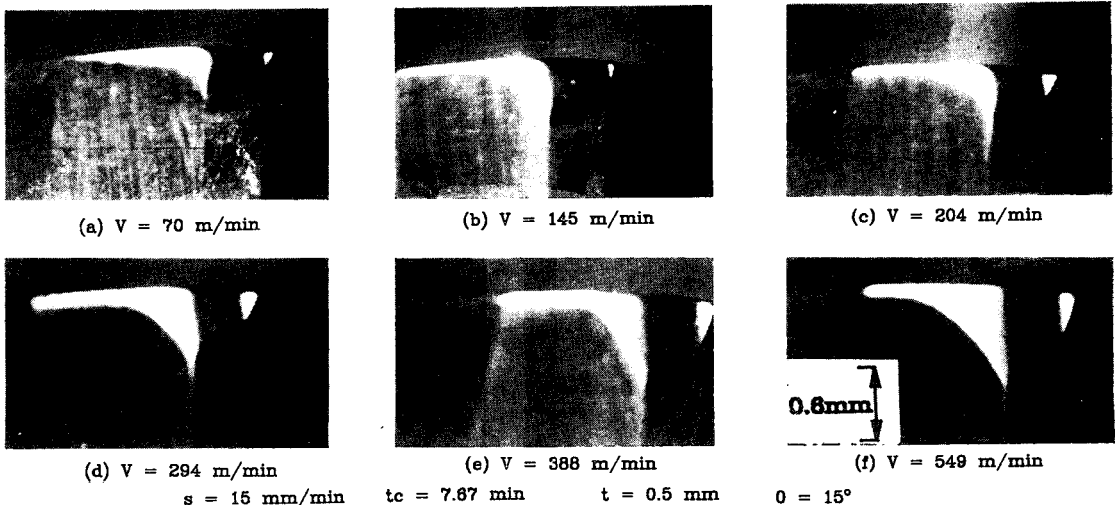 (a) V = 70 m/min
(b) V = 145 m/min
(c) V = 204 m/min
0.6mm
(d) V = 294 m/min
(e) V = 388 m/min
(f) V = 549 m/min
s = 15 mm/min tc = 7.67 min t = 0.5 mm 0 = 15°